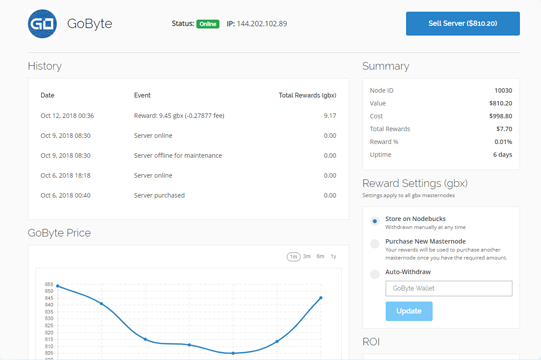 GO GoByte Status: Online IP: 144.202.102.89 Sell Server ($810.20)
History
Date Event Total Rewards (gbx)
Oct 12, 2018 00:36 Reward: 9.45 gbx (-0.27877 fee) 9.17
Oct 9, 2018 08:30 Server online 0.00
Oct 9, 2018 08:30 Server offline for maintenance 0.00
Oct 6, 2018 18:18 Server online 0.00
Oct 6, 2018 00:40 Server purchased 0.00
GoByte Price
1m 3m 6m 1y
855
850
845
840
835
830
825
820
815
810
805
Summary
Node ID 10030
Value $810.20
Cost $998.80
Total Rewards $7.70
Reward % 0.01%
Uptime 6 days
Reward Settings (gbx)
Settings apply to all gbx masternodes
Store on Nodebucks
Withdrawn manually at any time
Purchase New Masternode
Your rewards will be used to purchase another
masternode once you have the required amount.
Auto-Withdraw
GoByte Wallet
Update
ROI